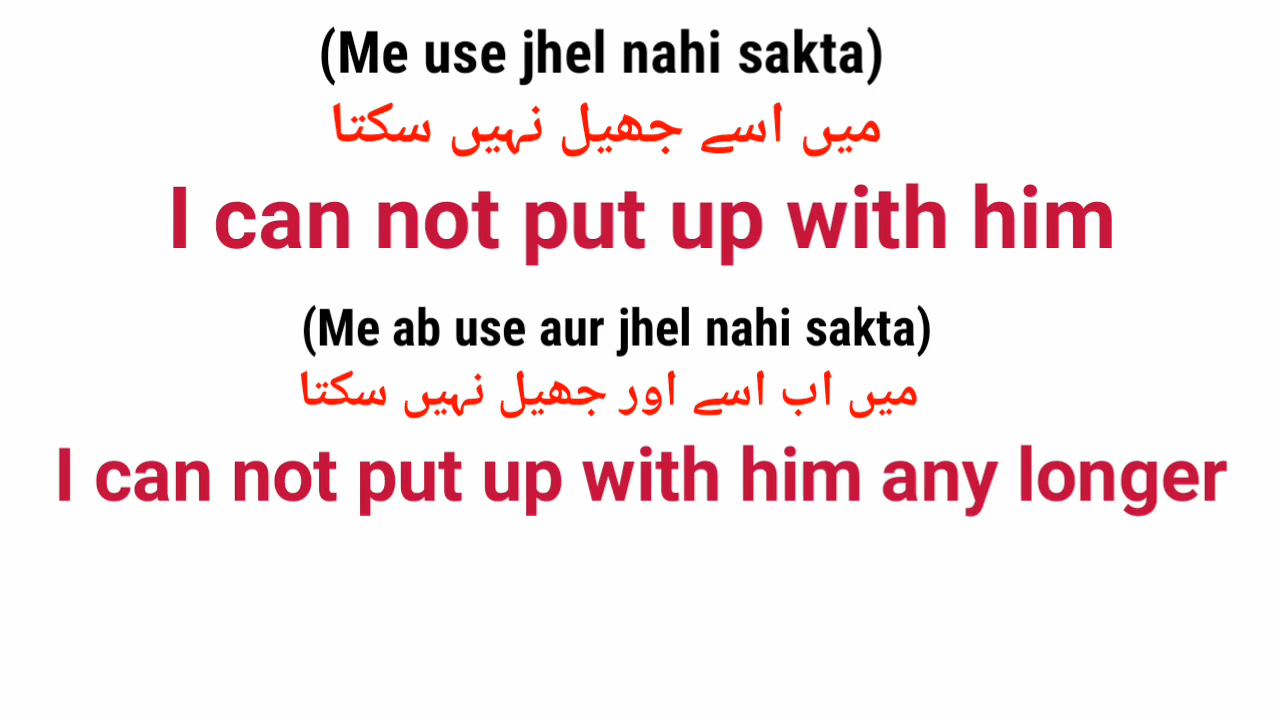 (Me use jhel nahi sakta)
میں اسے جھیل نہیں سکتا
I can not put up with him
(Me ab use aur jhel nahi sakta)
میں اب اسے اور جھیل نہیں سکتا
I can not put up with him any longer